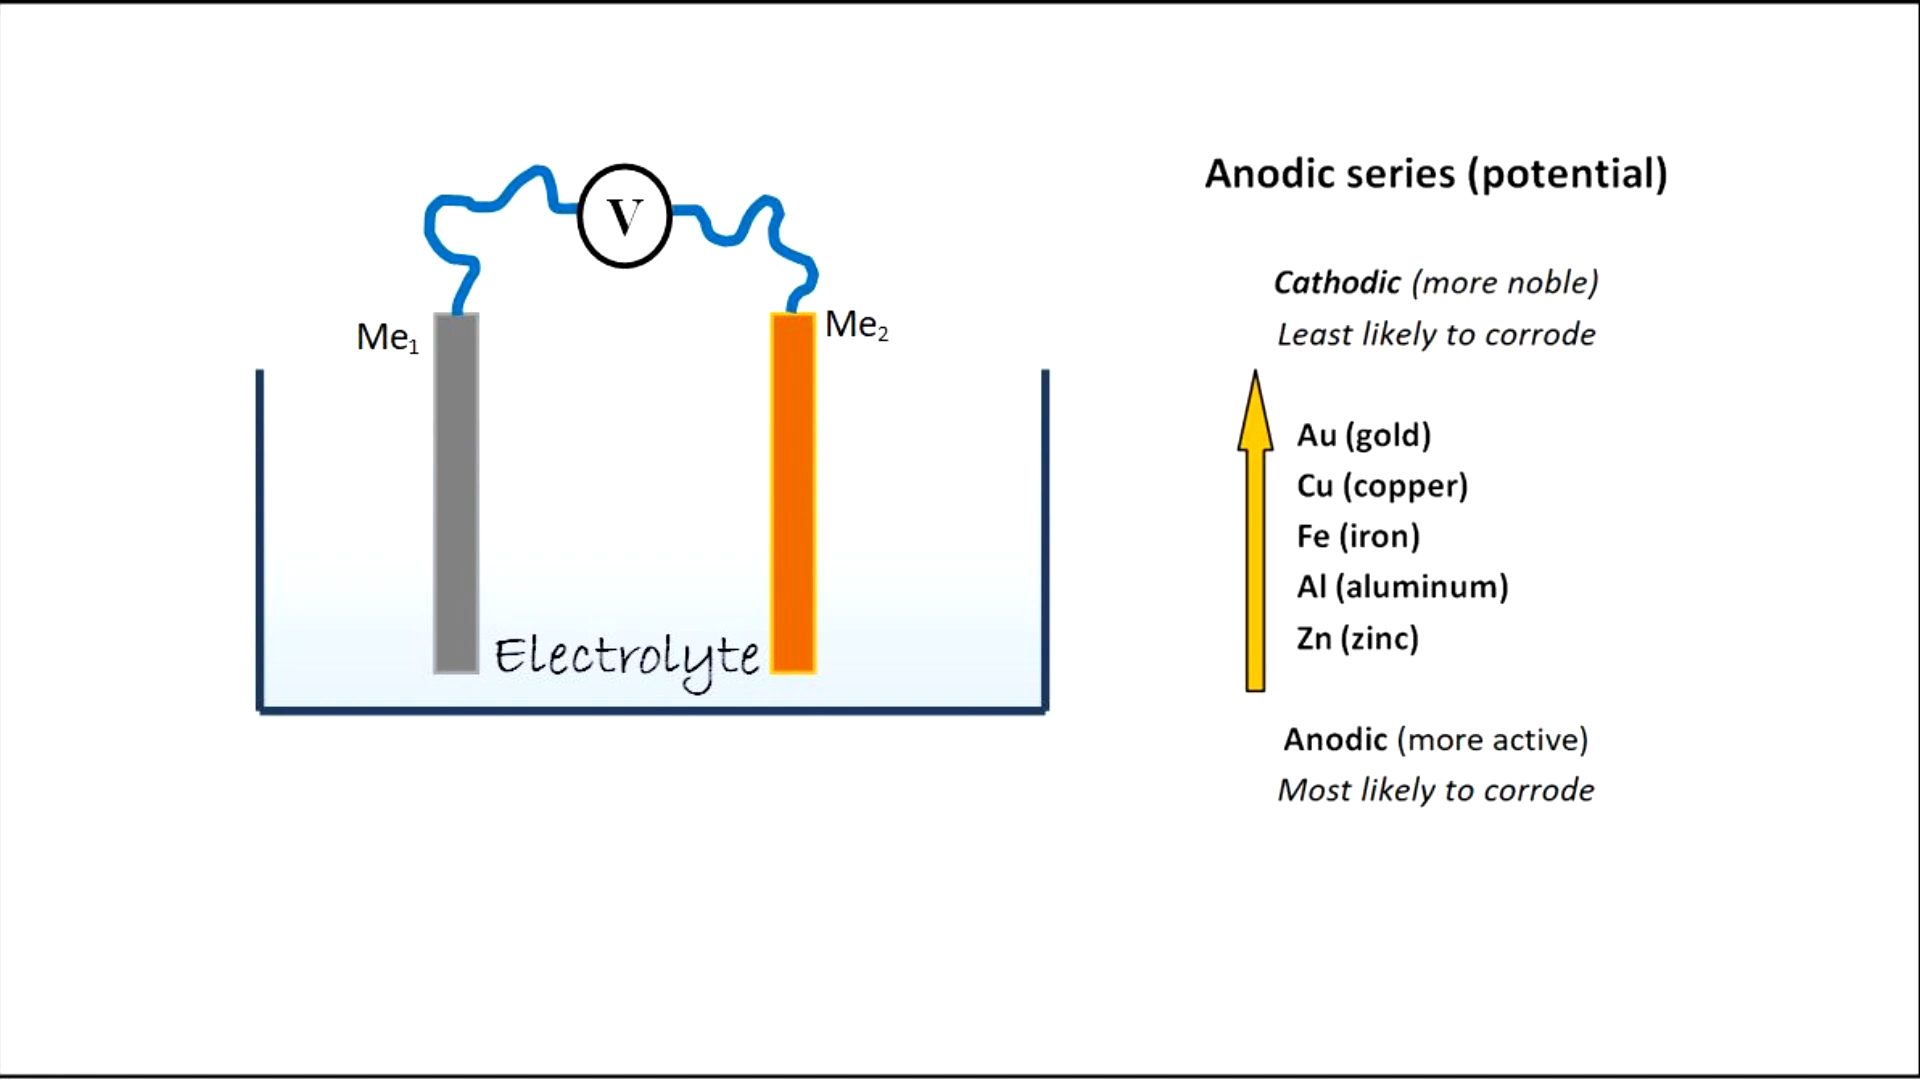 V
Me₁
Me₂
Electrolyte
Anodic series (potential)
Cathodic (more noble)
Least likely to corrode
Au (gold)
Cu (copper)
Fe (iron)
Al (aluminum)
Zn (zinc)
Anodic (more active)
Most likely to corrode